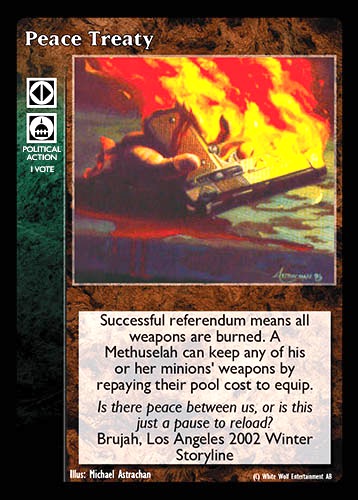 Peace Treaty
POLITICAL
ACTION
1 VOTE
ASTRACHAN 93
Successful referendum means all
weapons are burned. A
Methuselah can keep any of his
or her minions' weapons by
repaying their pool cost to equip.
Is there peace between us, or is this
just a pause to reload?
Brujah, Los Angeles 2002 Winter
Storyline
Illus: Michael Astrachan
(C) White Wolf Entertainment AB